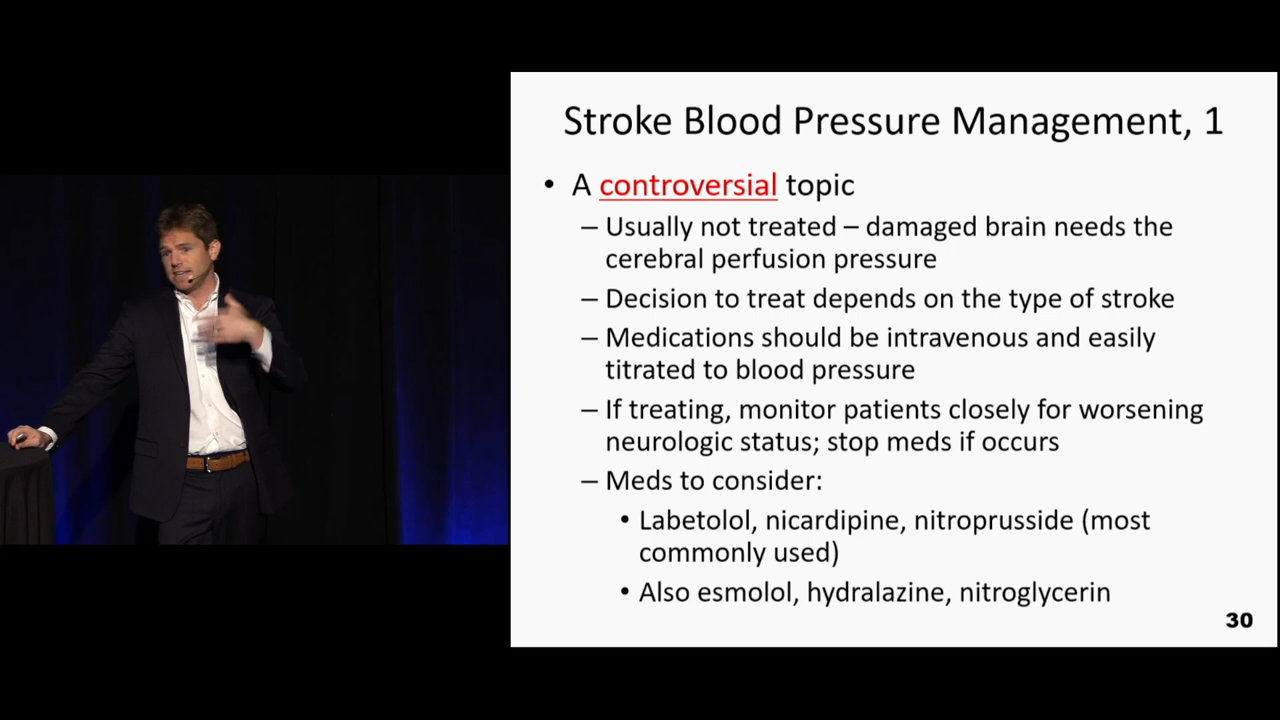 Stroke Blood Pressure Management, 1
• A controversial topic
– Usually not treated – damaged brain needs the
cerebral perfusion pressure
– Decision to treat depends on the type of stroke
– Medications should be intravenous and easily
titrated to blood pressure
– If treating, monitor patients closely for worsening
neurologic status; stop meds if occurs
– Meds to consider:
• Labetolol, nicardipine, nitroprusside (most
commonly used)
• Also esmolol, hydralazine, nitroglycerin
30